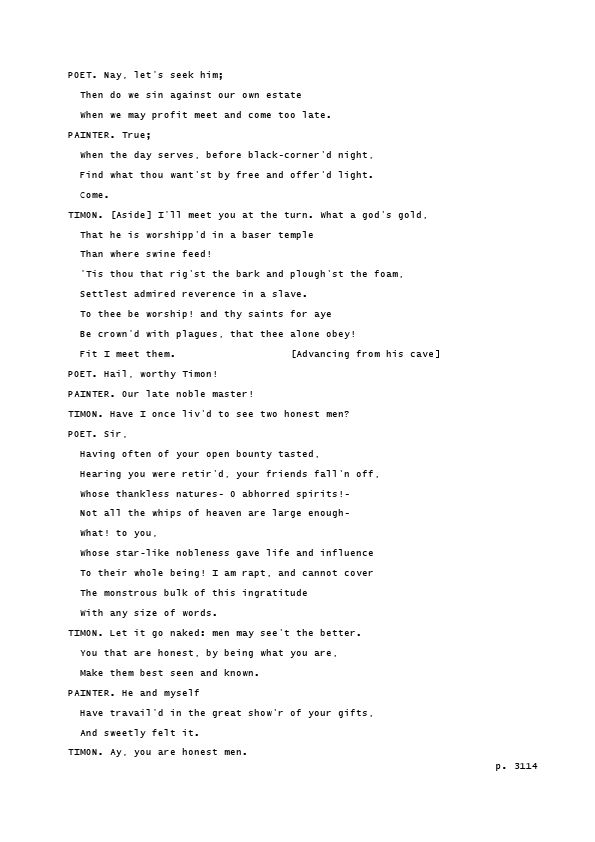 POET. Nay, let's seek him;
Then do we sin against our own estate
When we may profit meet and come too late.
PAINTER. True;
When the day serves, before black-corner'd night,
Find what thou want'st by free and offer'd light.
Come.
TIMON. [Aside] I'll meet you at the turn. What a god's gold,
That he is worshipp'd in a baser temple
Than where swine feed!
'Tis thou that rig'st the bark and plough'st the foam,
Settlest admired reverence in a slave.
To thee be worship! and thy saints for aye
Be crown'd with plagues, that thee alone obey!
Fit I meet them. [Advancing from his cave]
POET. Hail, worthy Timon!
PAINTER. Our late noble master!
TIMON. Have I once liv'd to see two honest men?
POET. Sir,
Having often of your open bounty tasted,
Hearing you were retir'd, your friends fall'n off,
Whose thankless natures- O abhorred spirits!-
Not all the whips of heaven are large enough-
What! to you,
Whose star-like nobleness gave life and influence
To their whole being! I am rapt, and cannot cover
The monstrous bulk of this ingratitude
With any size of words.
TIMON. Let it go naked: men may see't the better.
You that are honest, by being what you are,
Make them best seen and known.
PAINTER. He and myself
Have travail'd in the great show'r of your gifts,
And sweetly felt it.
TIMON. Ay, you are honest men.
p. 3114